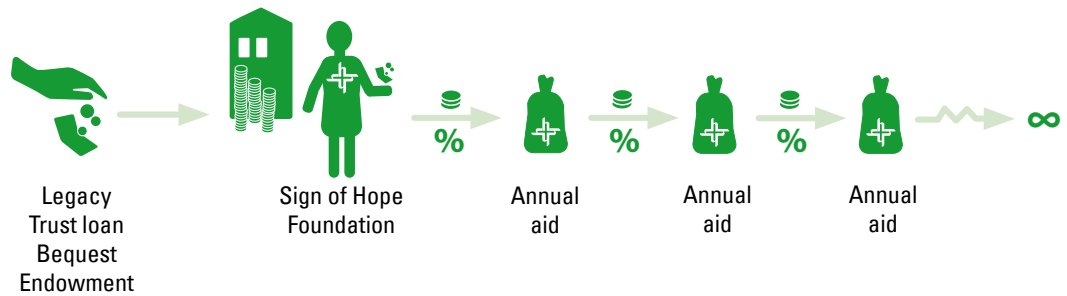 %
%
%
∞
Legacy
Trust loan
Bequest
Endowment
Sign of Hope
Foundation
Annual
aid
Annual
aid
Annual
aid